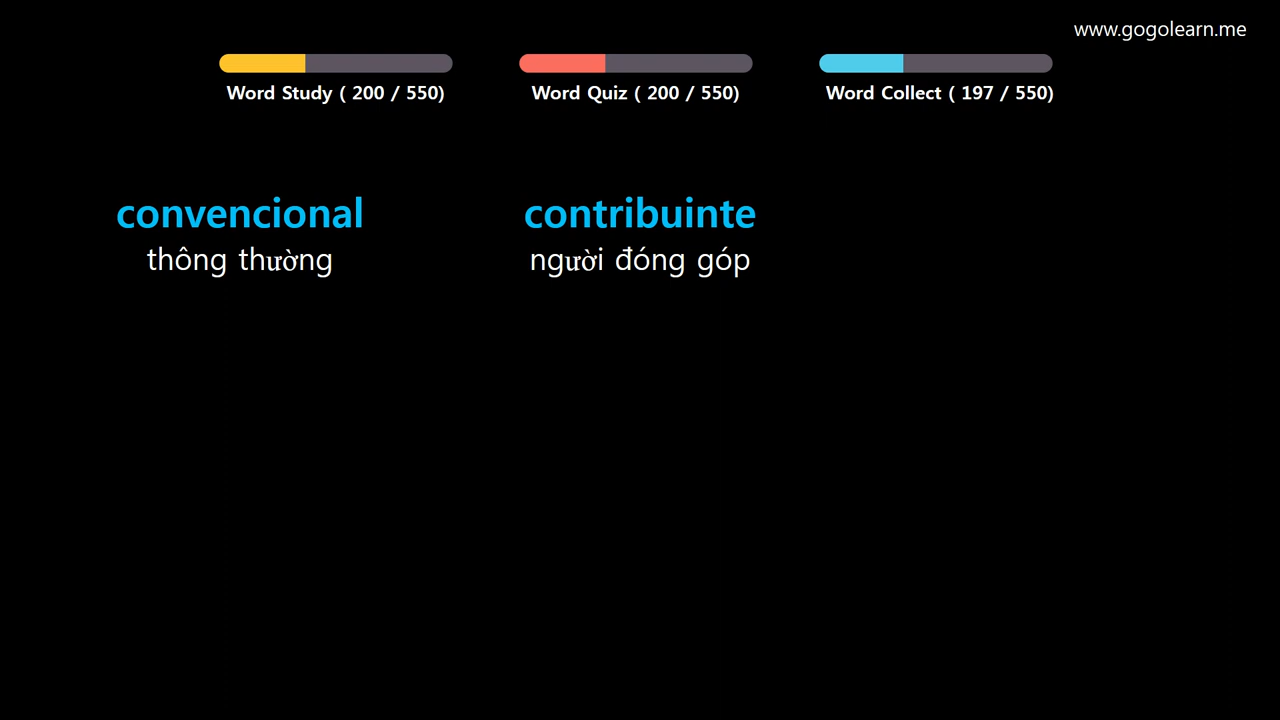 www.gogolearn.me
Word Study ( 200 / 550)
Word Quiz ( 200 / 550)
Word Collect ( 197 / 550)
convencional
thông thường
contribuinte
người đóng góp